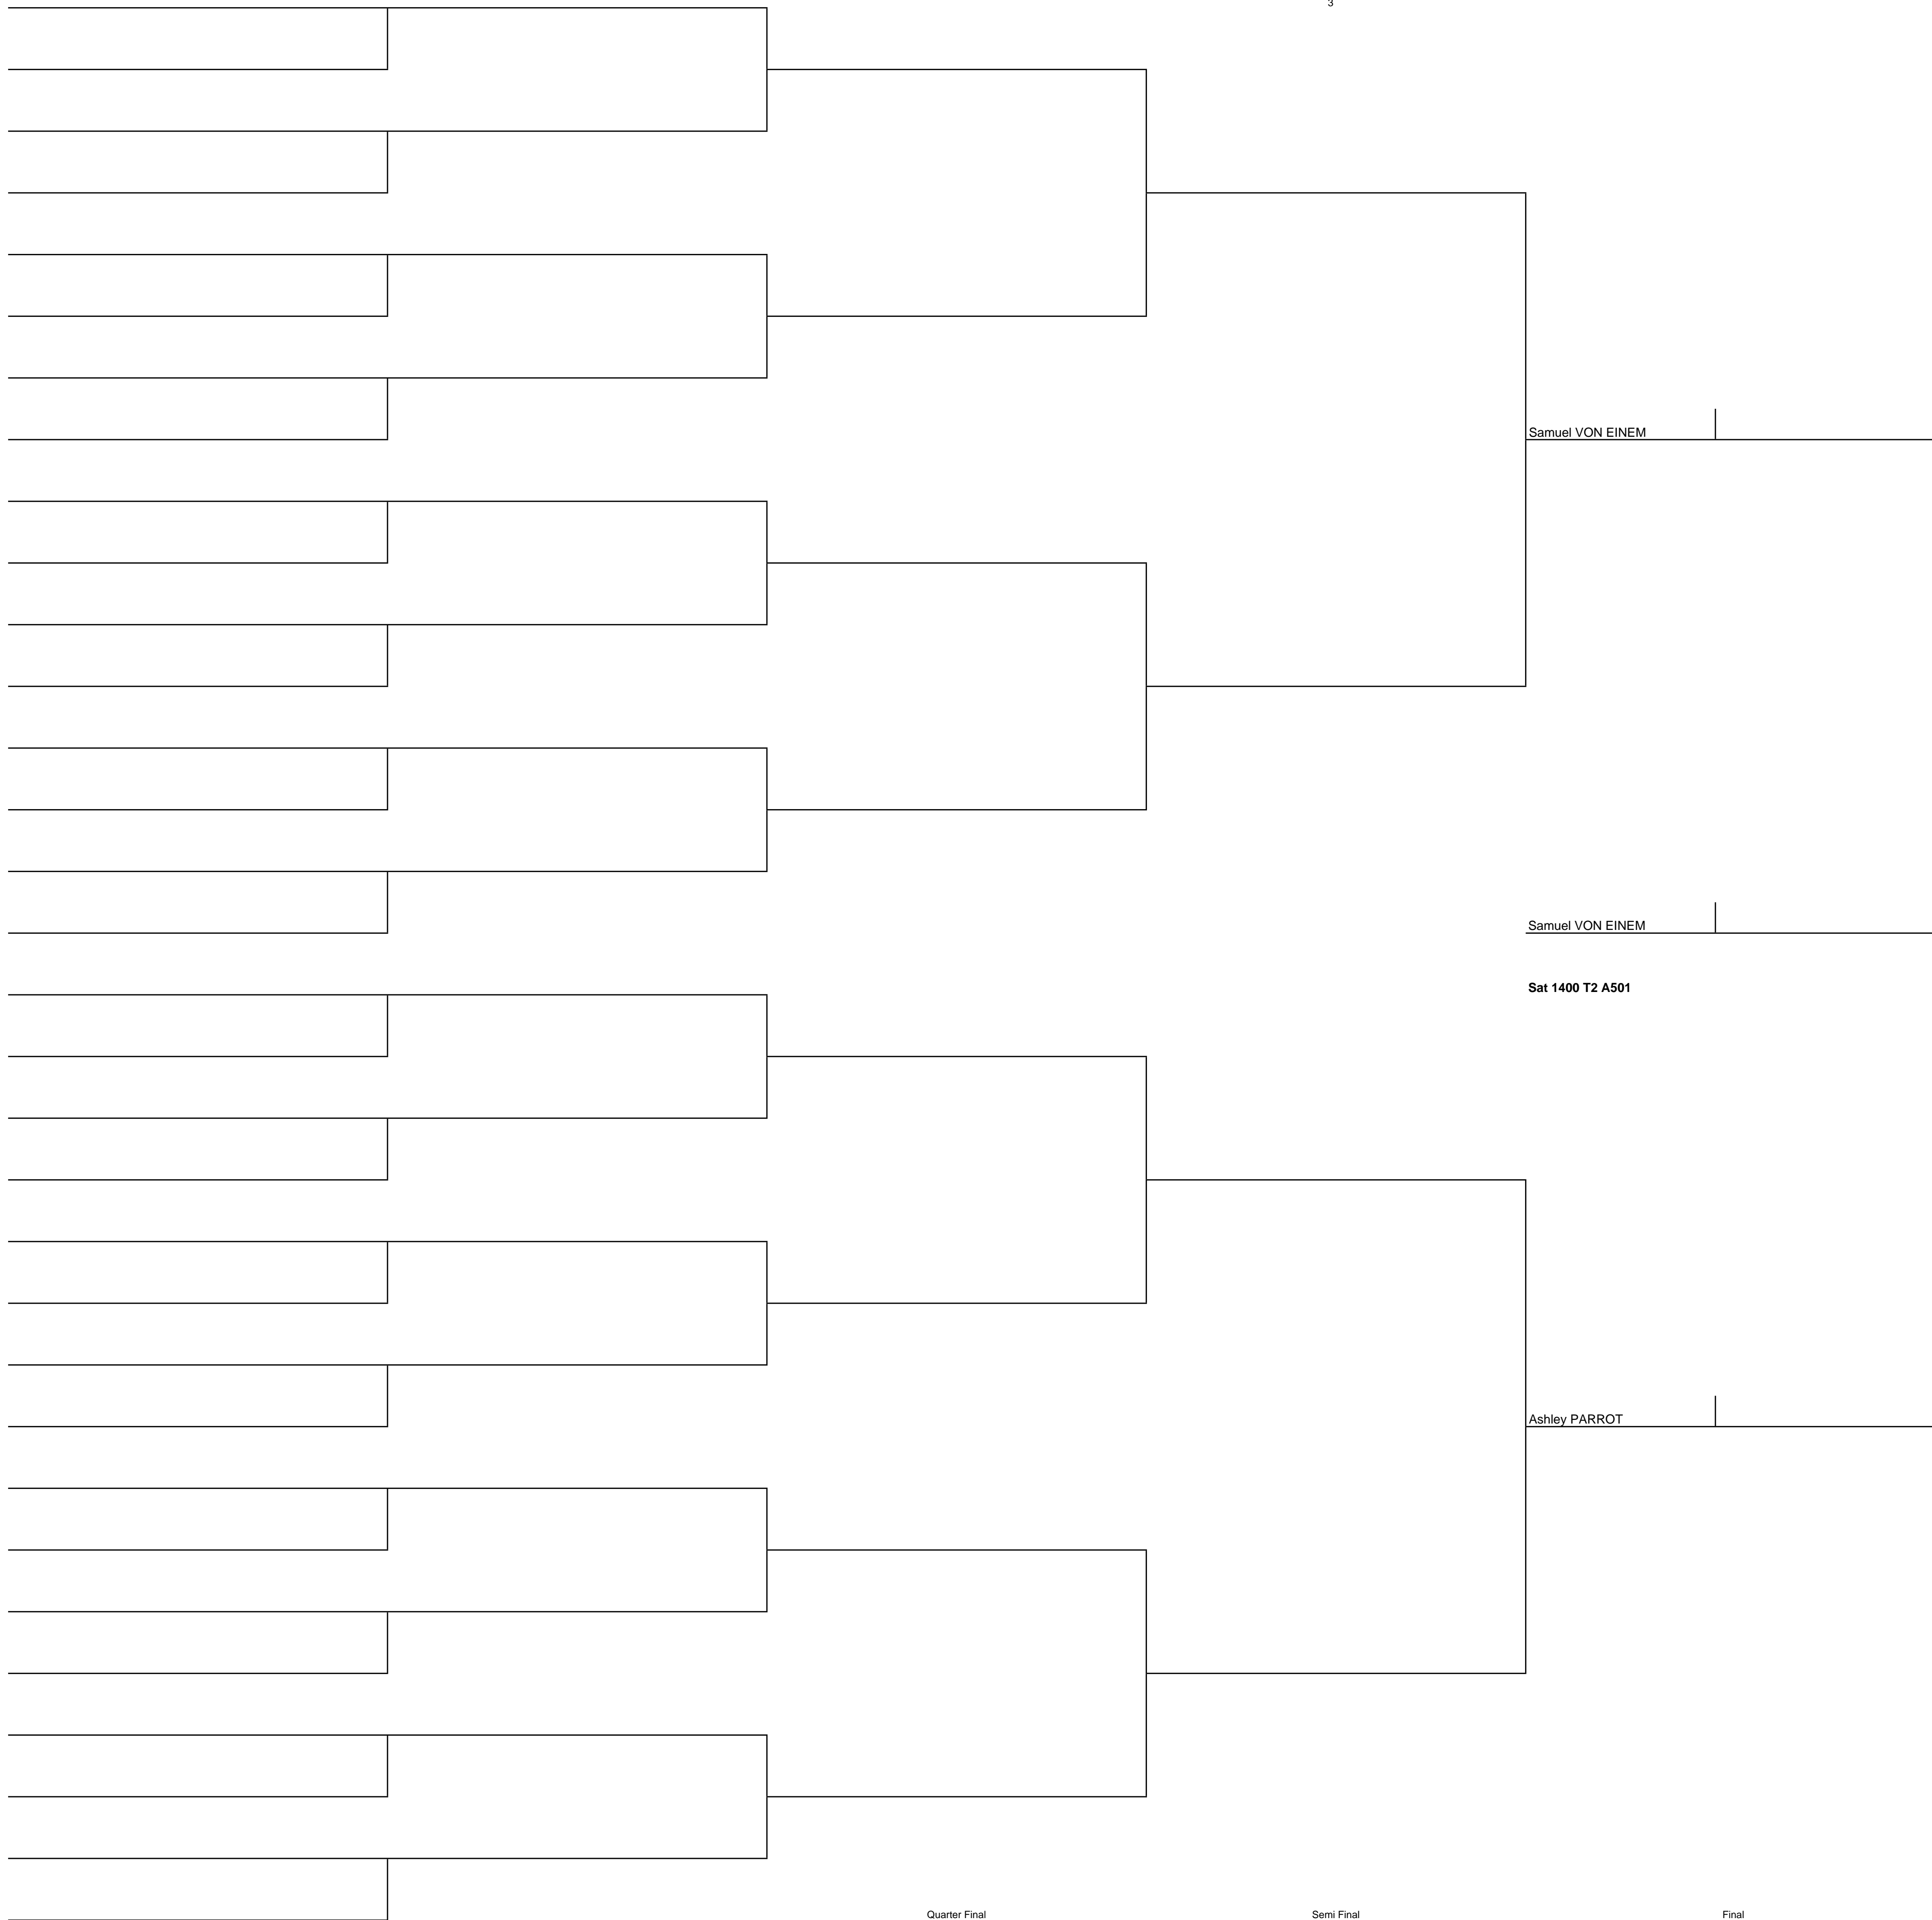 3
Samuel VON EINEM
Samuel VON EINEM
Sat 1400 T2 A501
Ashley PARROT
Quarter Final
Semi Final
Final